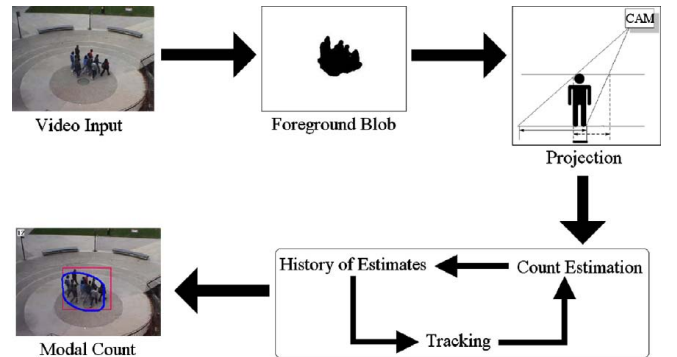 CAM
Video Input
Foreground Blob
Projection
History of Estimates
Count Estimation
Tracking
Modal Count